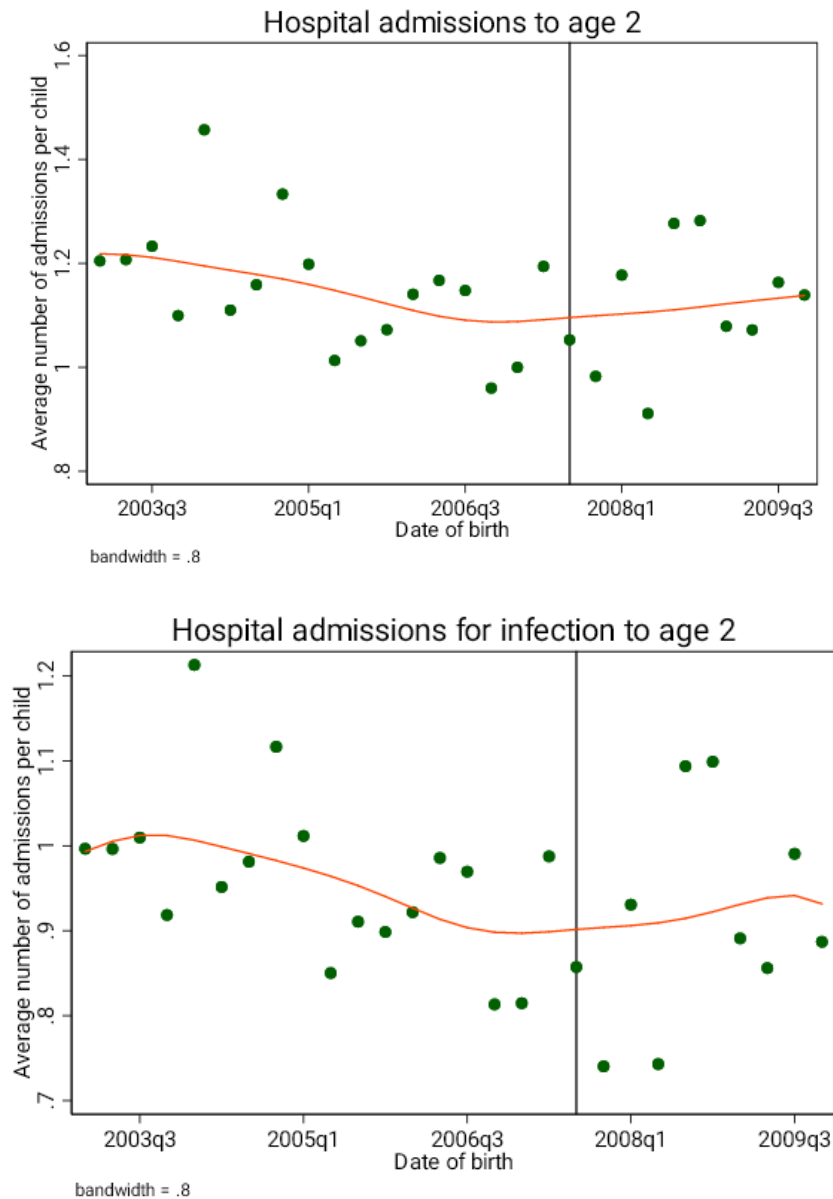 Hospital admissions to age 2
Average number of admissions per child
1.6
1.4
1.2
1
.8
2003q3 2005q1 2006q3 2008q1 2009q3
Date of birth
bandwidth = .8
Hospital admissions for infection to age 2
Average number of admissions per child
1.2
1.1
1
.9
.8
.7
2003q3 2005q1 2006q3 2008q1 2009q3
Date of birth
bandwidth = .8